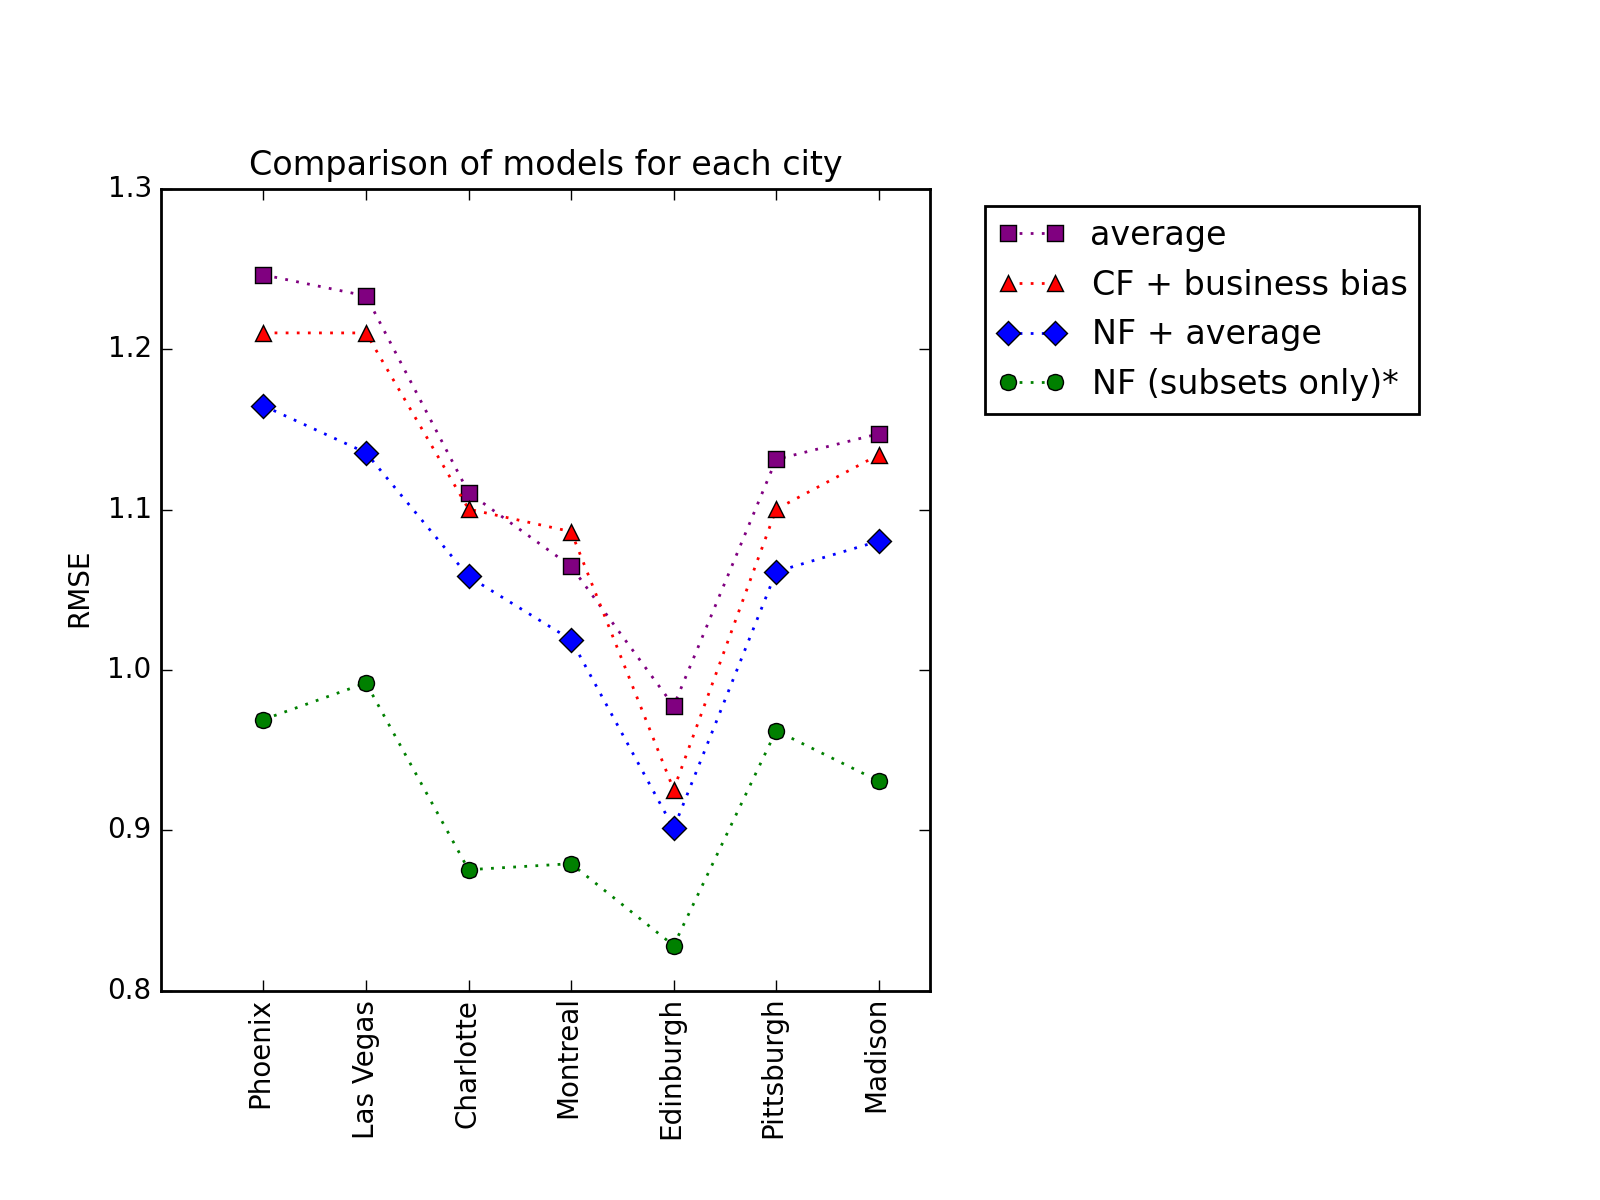 Comparison of models for each city
1.3
1.2
1.1
1.0
0.9
0.8
RMSE
Phoenix
Las Vegas
Charlotte
Montreal
Edinburgh
Pittsburgh
Madison
average
CF + business bias
NF + average
NF (subsets only)*